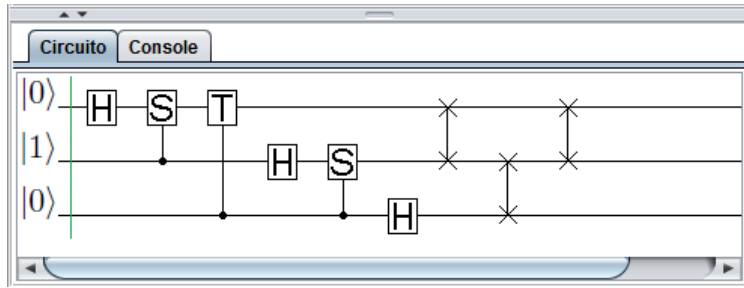 Circuito Console
|0⟩ H S T
|1⟩ H S
|0⟩ H